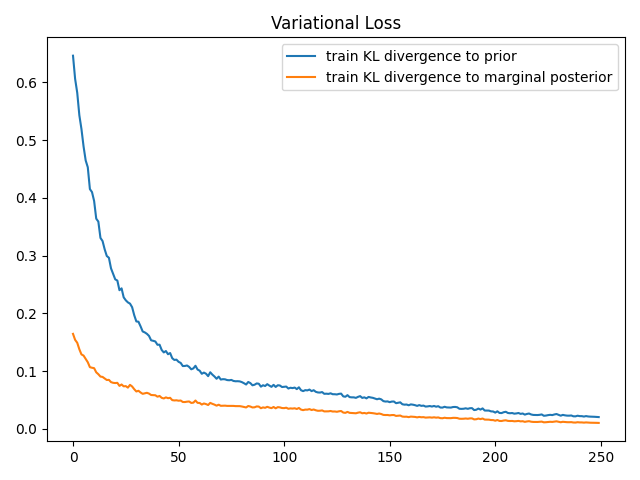 Variational Loss
train KL divergence to prior
train KL divergence to marginal posterior
0.6
0.5
0.4
0.3
0.2
0.1
0.0
0 50 100 150 200 250